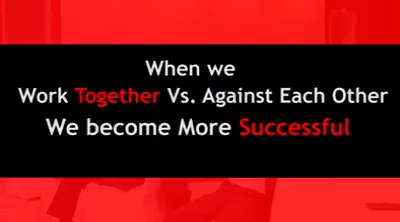 When we
Work Together Vs. Against Each Other
We become More Successful